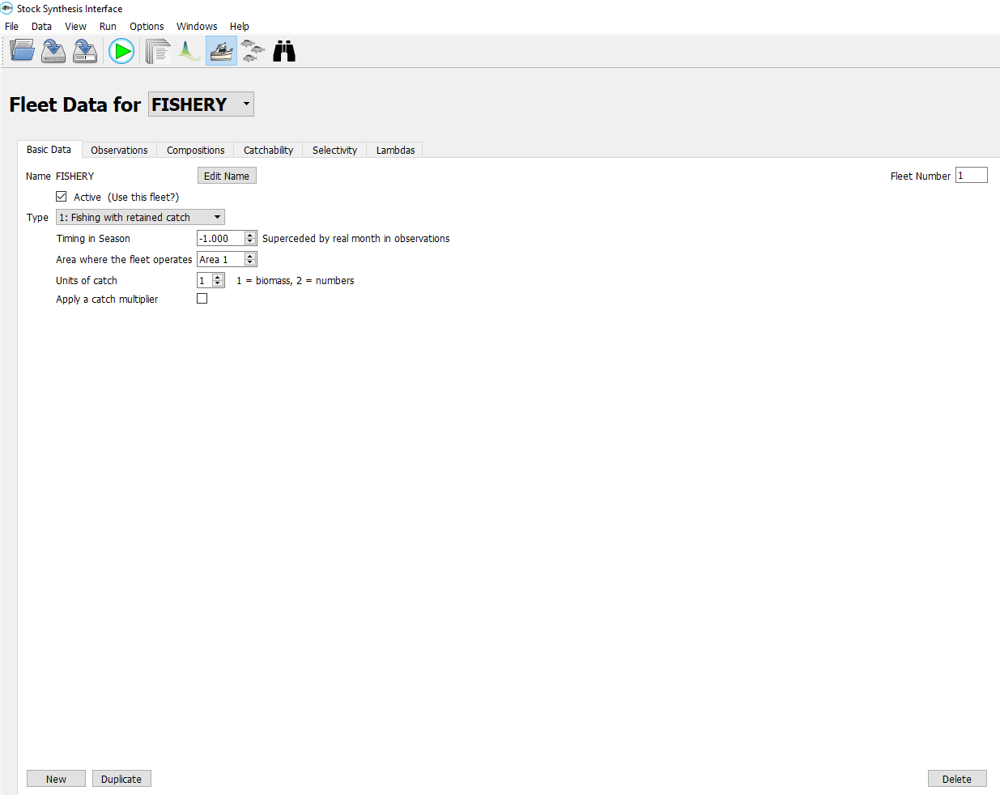 Stock Synthesis Interface
File Data View Run Options Windows Help
Fleet Data for FISHERY
Basic Data Observations Compositions Catchability Selectivity Lambdas
Name FISHERY Edit Name Fleet Number 1
Active (Use this fleet?)
Type 1: Fishing with retained catch
Timing in Season -1.000 Superceded by real month in observations
Area where the fleet operates Area 1
Units of catch 1 1 = biomass, 2 = numbers
Apply a catch multiplier
New Duplicate Delete